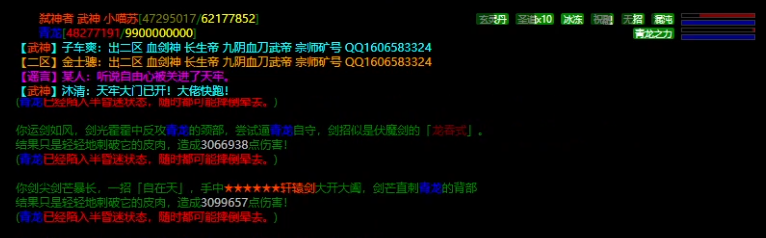 弑神者 武神 小喵苏[47295017/62177852]
玄灵丹 圣诞x10 冰冻 祝融 无招 混沌
青龙[48277191/9900000000]
青龙之力
【武神】子车奭：出二区 血剑神 长生帝 九阴血刀武帝 宗师矿号 QQ1606583324
【二区】金士骢：出二区 血剑神 长生帝 九阴血刀武帝 宗师矿号 QQ1606583324
【谣言】某人：听说自由心被关进了天牢。
【武神】沐清：天牢大门已开！大佬快跑！
(青龙已经陷入半昏迷状态，随时都可能摔倒晕去。)
你运剑如风，剑光霍霍中反攻青龙的颈部，尝试逼青龙自守，剑招似是伏魔剑的「龙吞式」。
结果只是轻轻地刺破它的皮肉，造成3066938点伤害！
(青龙已经陷入半昏迷状态，随时都可能摔倒晕去。)
你剑尖剑芒暴长，一招「自在天」，手中★★★★★★轩辕剑大开大阖，剑芒直刺青龙的背部
结果只是轻轻地刺破它的皮肉，造成3099657点伤害！
(青龙已经陷入半昏迷状态，随时都可能摔倒晕去。)